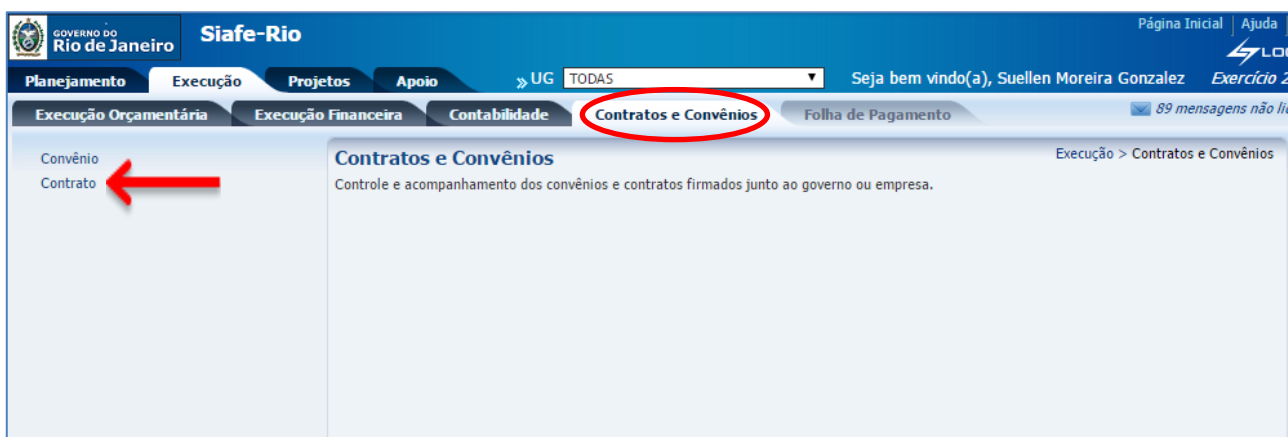 GOVERNO DO
Rio de Janeiro
Siafe-Rio
Página Inicial | Ajuda
Planejamento Execução Projetos Apoio » UG TODAS Seja bem vindo(a), Suellen Moreira Gonzalez Exercício
Execução Orçamentária Execução Financeira Contabilidade Contratos e Convênios Folha de Pagamento 89 mensagens não
Convênio
Contrato
Contratos e Convênios
Execução > Contratos e Convênios
Controle e acompanhamento dos convênios e contratos firmados junto ao governo ou empresa.